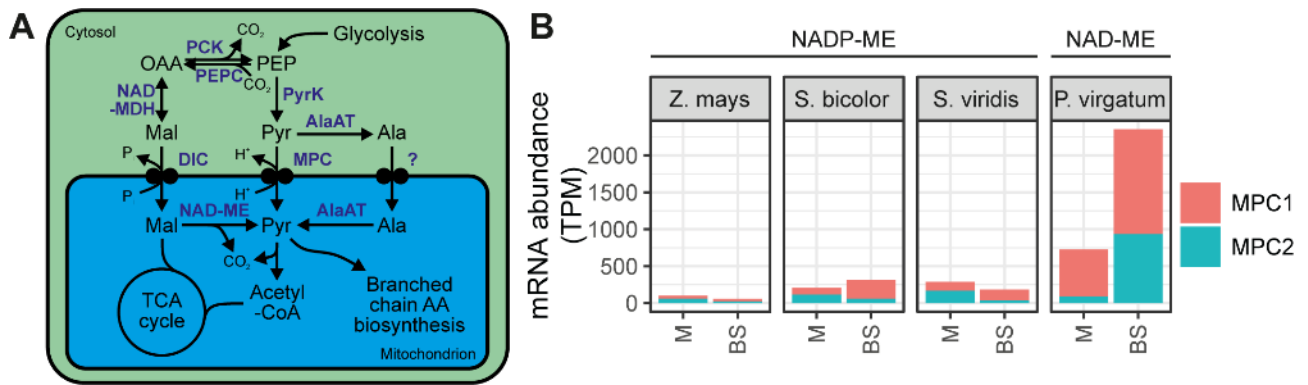 A
Cytosol
CO₂
Glycolysis
PCK
OAA
PEP
PEPC
CO₂
NAD
-MDH
PyrK
AlaAT
Mal
Pyr
Ala
P
DIC
H⁺
MPC
?
P
H⁺
NAD-ME
AlaAT
Mal
Pyr
Ala
CO₂
TCA
cycle
Acetyl
-CoA
Branched
chain AA
biosynthesis
Mitochondrion
B
NADP-ME
NAD-ME
Z. mays
S. bicolor
S. viridis
P. virgatum
mRNA abundance
(TPM)
2000
1500
1000
500
0
M
BS
M
BS
M
BS
M
BS
MPC1
MPC2